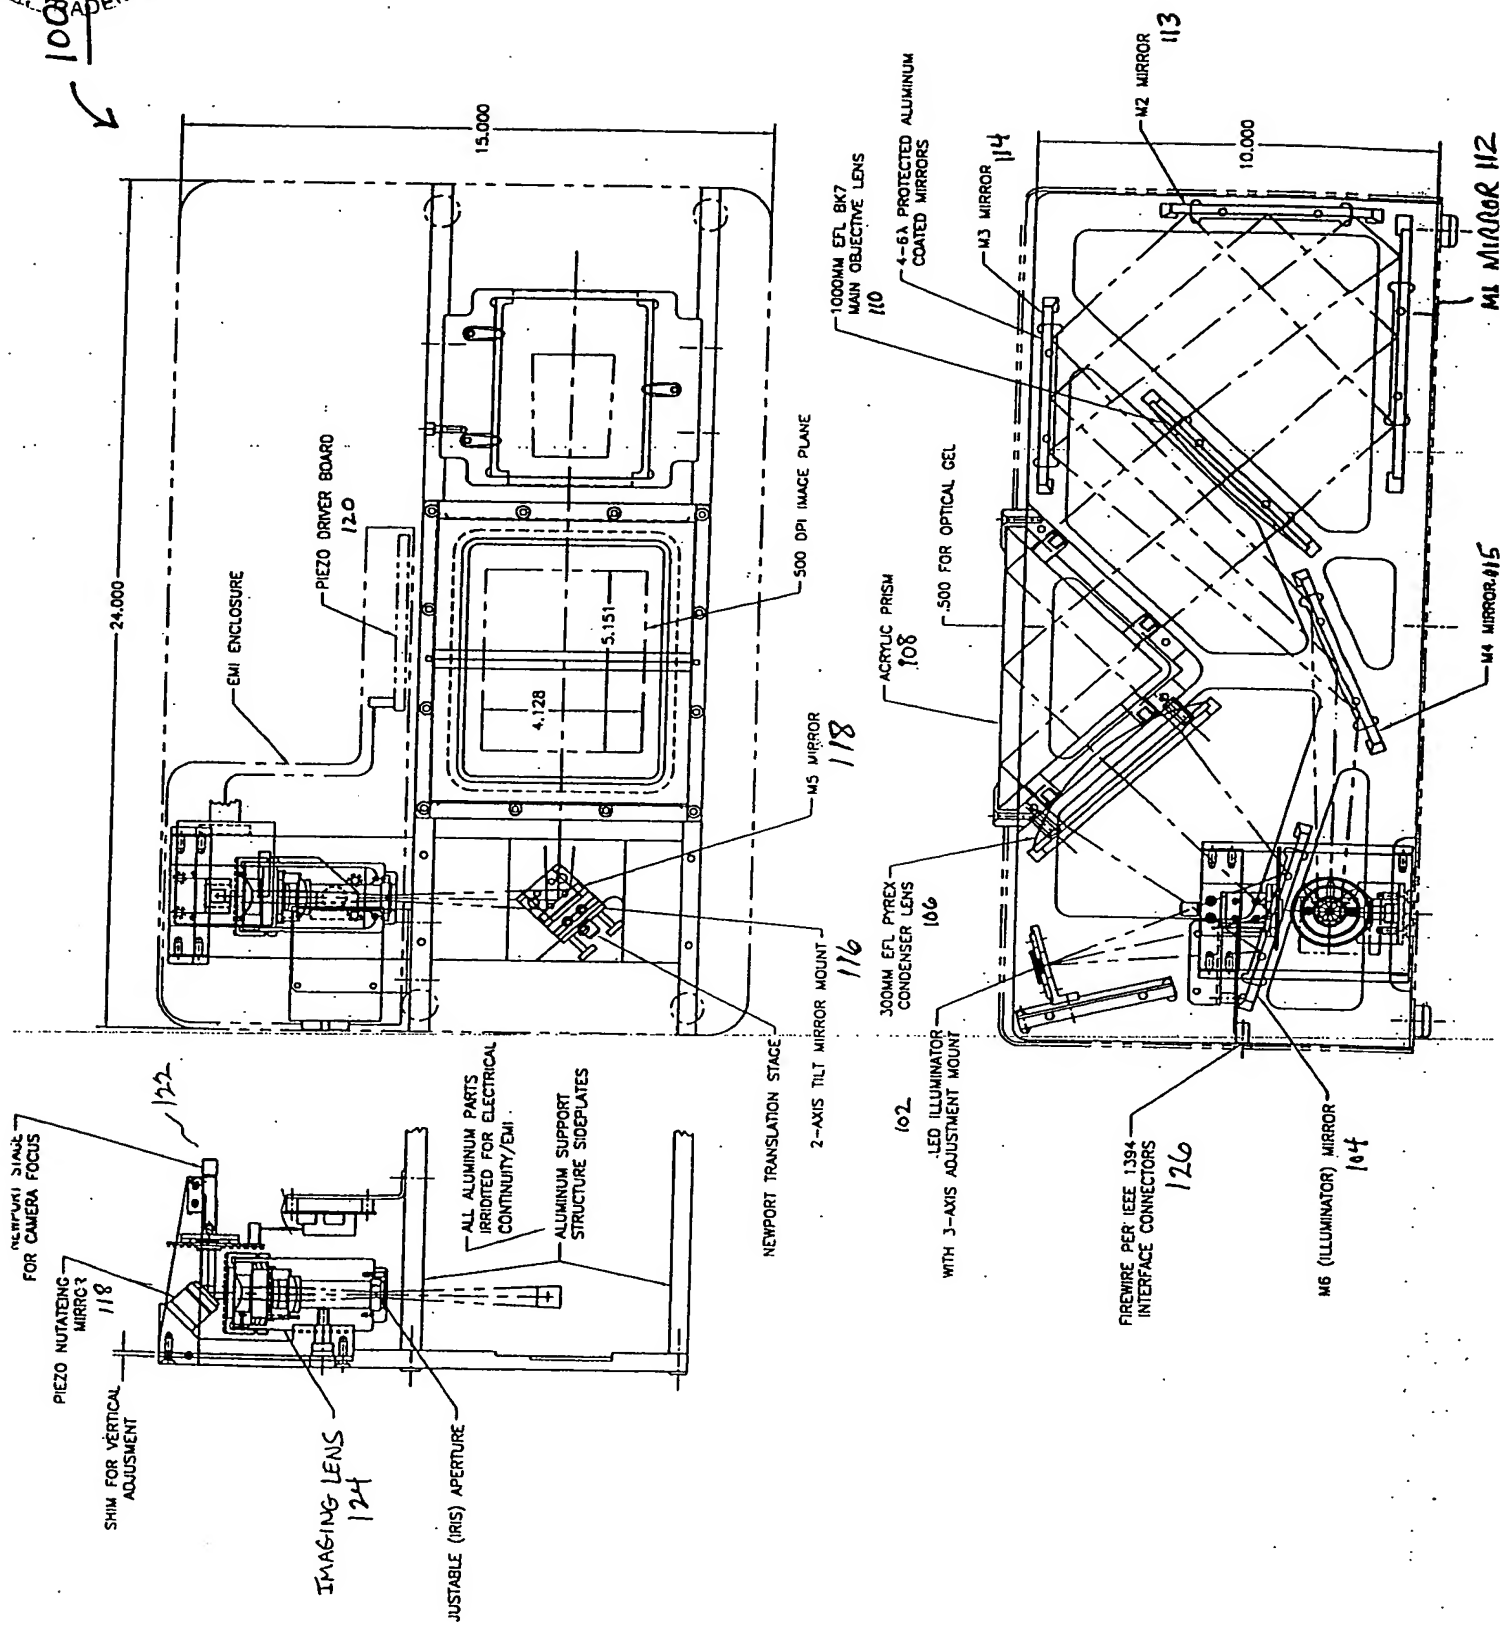 100
24.000
15.000
EMI ENCLOSURE
PIEZO DRIVER BOARD
120
4.128
5.151
500 DPI IMAGE PLANE
M5 MIRROR
118
2-AXIS TILT MIRROR MOUNT
116
NEWPORT TRANSLATION STAGE
FOR CAMERA FOCUS
122
PIEZO NUTATEING
MIRROR
118
SHIM FOR VERTICAL
ADJUSMENT
ALL ALUMINUM PARTS
IRRIDITED FOR ELECTRICAL
CONTINUITY/EMI
ALUMINUM SUPPORT
STRUCTURE SIDEPLATES
IMAGING LENS
124
JUSTABLE (IRIS) APERTURE
M2 MIRROR
113
10.000
4-6λ PROTECTED ALUMINUM
COATED MIRRORS
M3 MIRROR
114
1000MM EFL BK7
MAIN OBJECTIVE LENS
110
.500 FOR OPTICAL GEL
ACRYLIC PRISM
108
300MM EFL PYREX
CONDENSER LENS
106
102
LED ILLUMINATOR
WITH 3-AXIS ADJUSTMENT MOUNT
FIREWIRE PER IEEE 1394
INTERFACE CONNECTORS
126
M6 (ILLUMINATOR) MIRROR
104
M4 MIRROR 115
M1 MIRROR 112